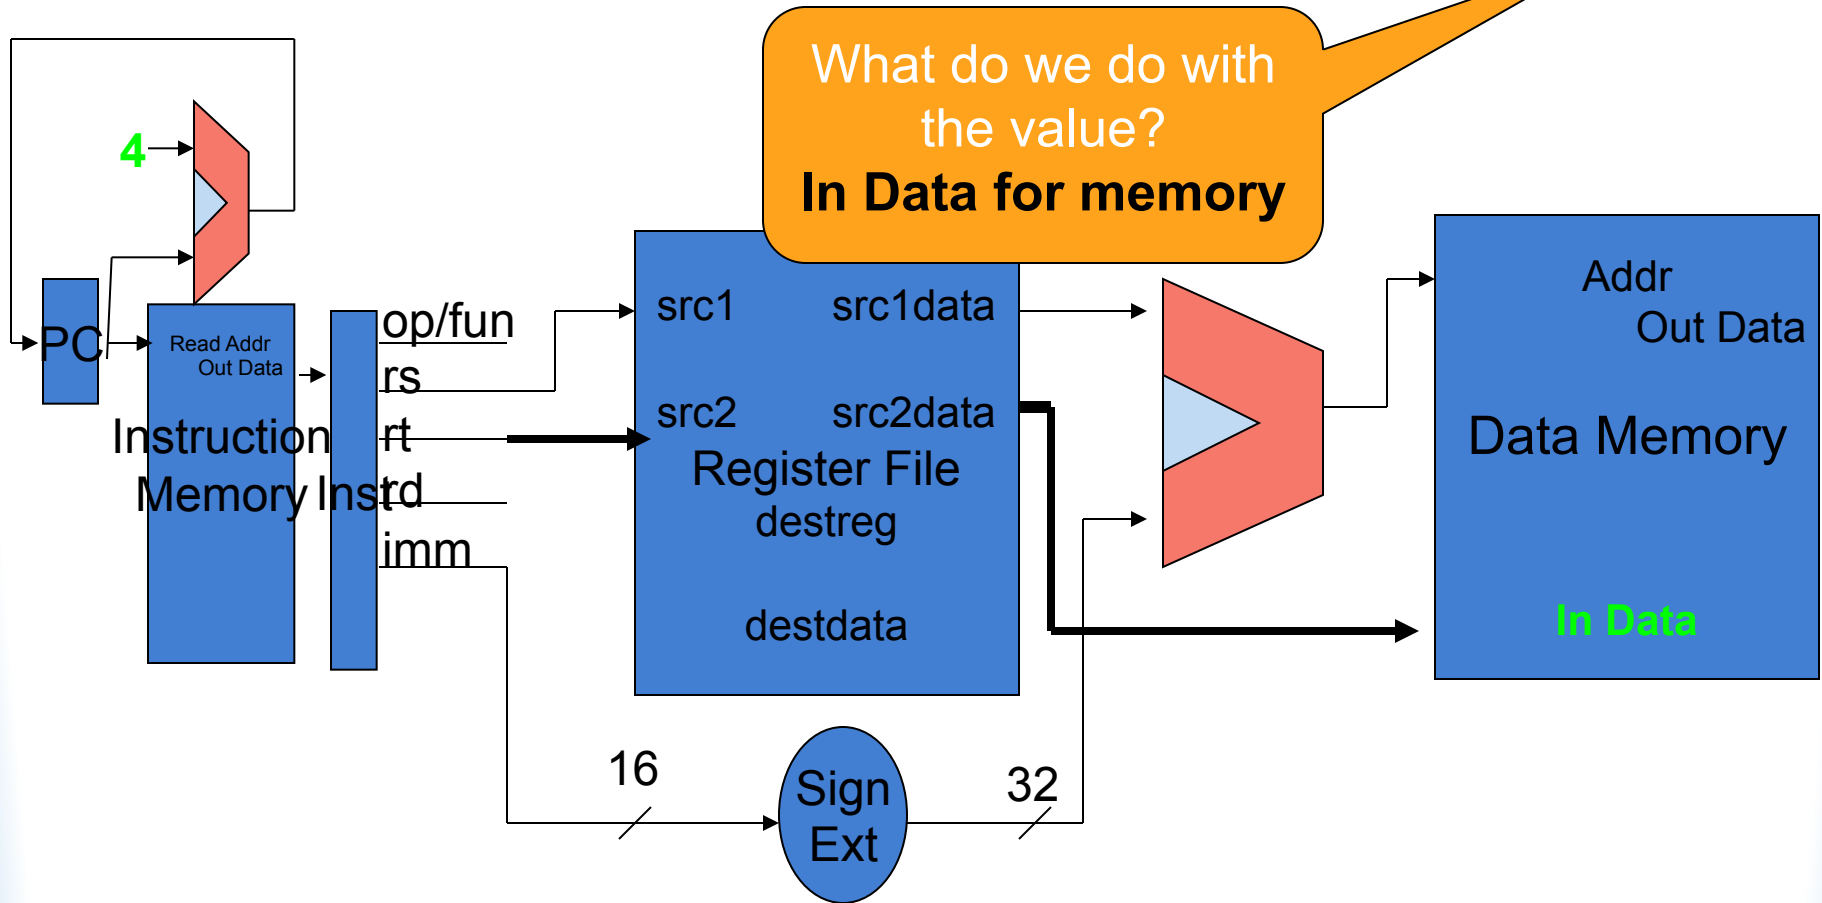 What do we do with
the value?
In Data for memory
4
PC
Read Addr
Out Data
Instruction
Memory
Inst
op/fun
rs
rt
rd
imm
src1
src1data
src2
src2data
Register File
destreg
destdata
Addr
Out Data
Data Memory
In Data
16
Sign
Ext
32